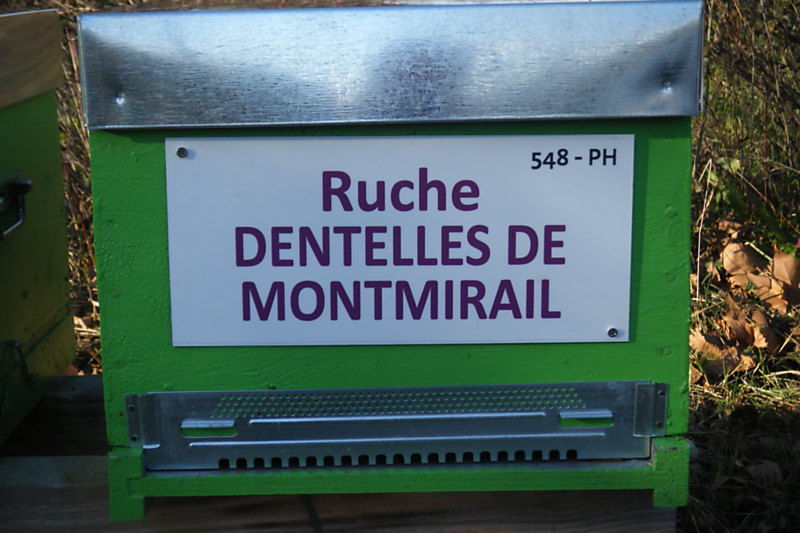 548 - PH
Ruche
DENTELLES DE
MONTMIRAIL